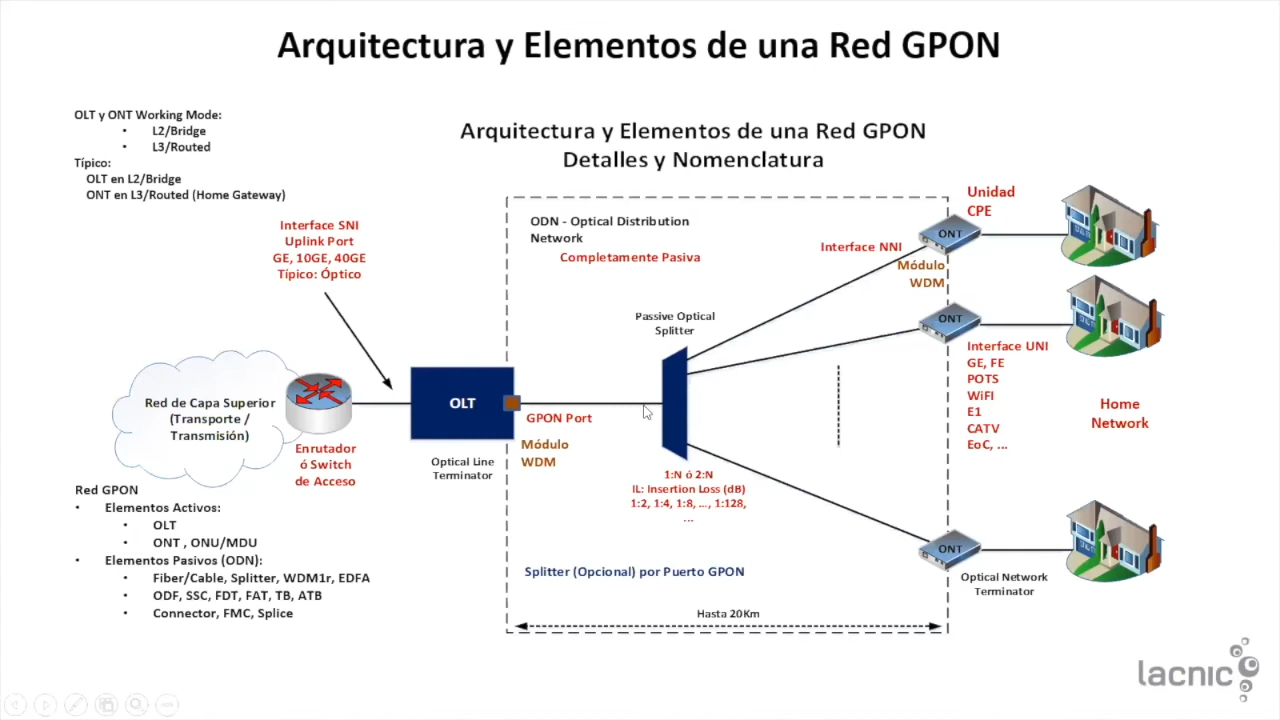 Arquitectura y Elementos de una Red GPON
OLT y ONT Working Mode:
• L2/Bridge
• L3/Routed
Típico:
OLT en L2/Bridge
ONT en L3/Routed (Home Gateway)
Arquitectura y Elementos de una Red GPON
Detalles y Nomenclatura
Interface SNI
Uplink Port
GE, 10GE, 40GE
Típico: Óptico
ODN - Optical Distribution
Network
Completamente Pasiva
Unidad
CPE
ONT
Interface NNI
Módulo
WDM
Passive Optical
Splitter
ONT
Interface UNI
GE, FE
POTS
WiFI
E1
CATV
EoC, ...
Home
Network
Red de Capa Superior
(Transporte /
Transmisión)
Enrutador
ó Switch
de Acceso
OLT
Optical Line
Terminator
GPON Port
Módulo
WDM
1:N ó 2:N
IL: Insertion Loss (dB)
1:2, 1:4, 1:8, ..., 1:128,
...
ONT
Optical Network
Terminator
Splitter (Opcional) por Puerto GPON
Hasta 20Km
Red GPON
• Elementos Activos:
• OLT
• ONT , ONU/MDU
• Elementos Pasivos (ODN):
• Fiber/Cable, Splitter, WDM1r, EDFA
• ODF, SSC, FDT, FAT, TB, ATB
• Connector, FMC, Splice
lacnic